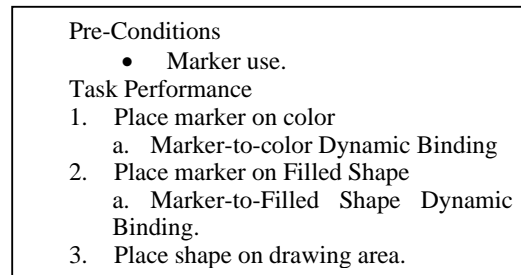 Pre-Conditions
• Marker use.
Task Performance
1. Place marker on color
a. Marker-to-color Dynamic Binding
2. Place marker on Filled Shape
a. Marker-to-Filled Shape Dynamic
Binding.
3. Place shape on drawing area.